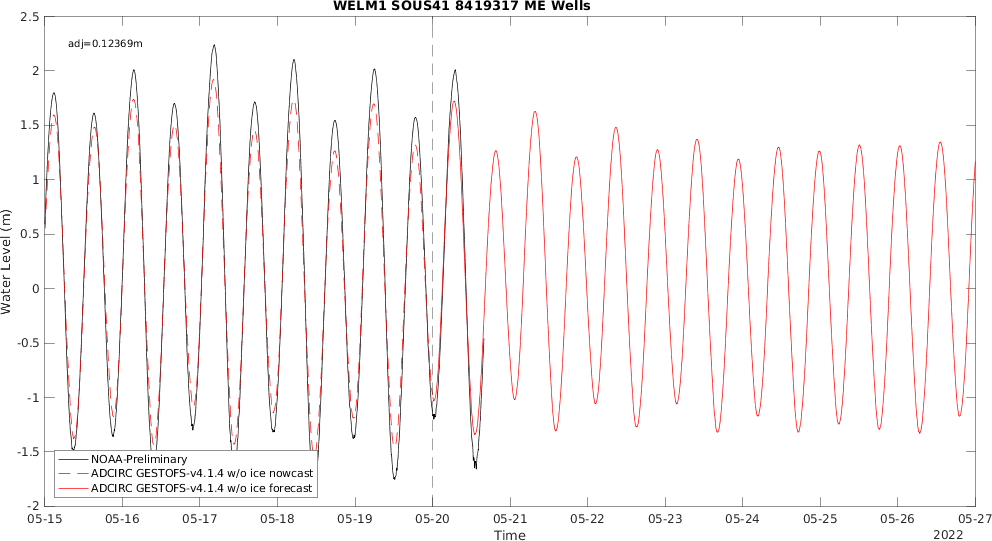 WELM1 SOUS41 8419317 ME Wells
adj=0.12369m
Water Level (m)
2.5
2
1.5
1
0.5
0
-0.5
-1
-1.5
-2
NOAA-Preliminary
ADCIRC GESTOFS-v4.1.4 w/o ice nowcast
ADCIRC GESTOFS-v4.1.4 w/o ice forecast
05-15 05-16 05-17 05-18 05-19 05-20 05-21 05-22 05-23 05-24 05-25 05-26 05-27
Time
2022